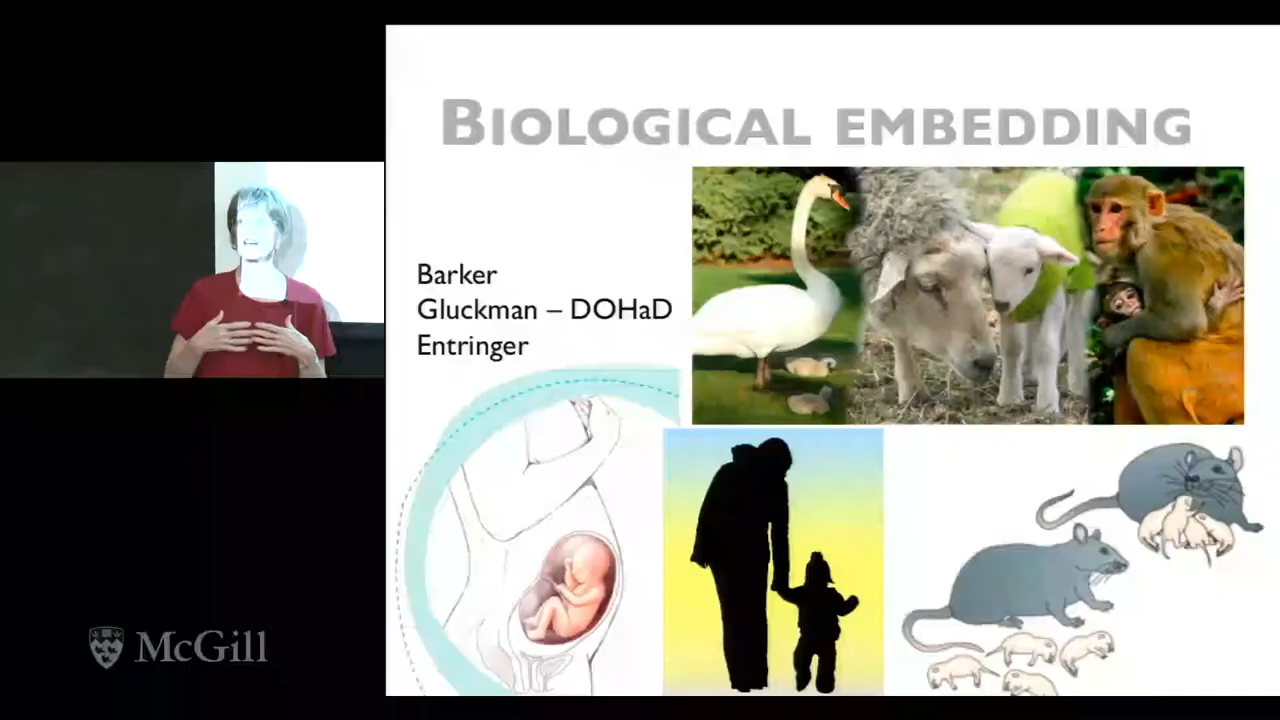 BIOLOGICAL EMBEDDING
Barker
Gluckman – DOHaD
Entringer
McGill